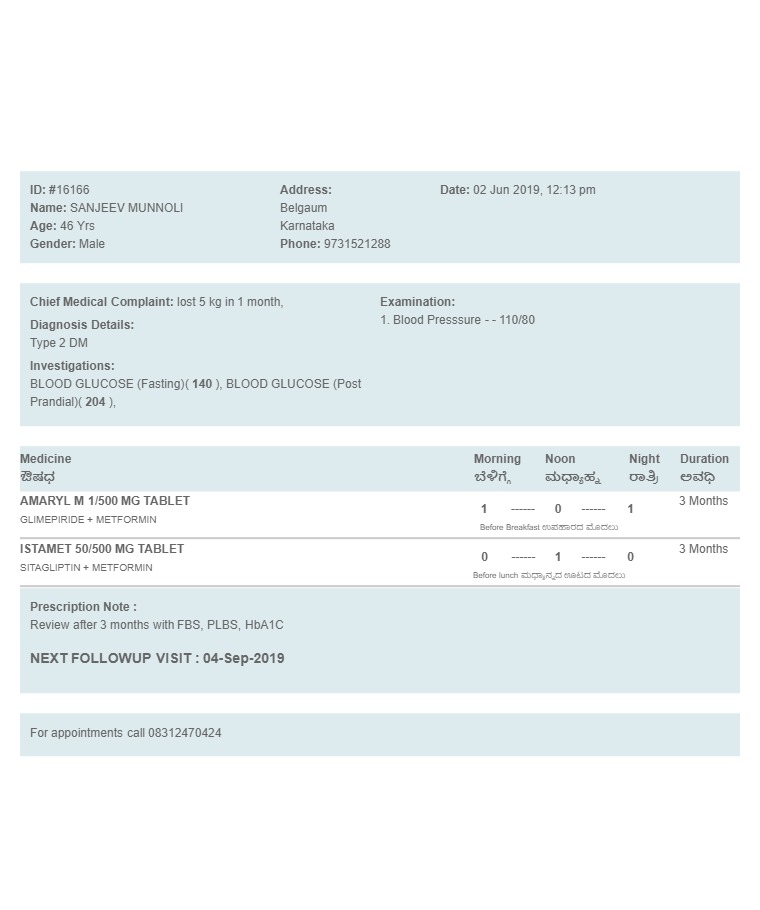 ID: #16166
Name: SANJEEV MUNNOLI
Age: 46 Yrs
Gender: Male
Address:
Belgaum
Karnataka
Phone: 9731521288
Date: 02 Jun 2019, 12:13 pm
Chief Medical Complaint: lost 5 kg in 1 month,
Diagnosis Details:
Type 2 DM
Investigations:
BLOOD GLUCOSE (Fasting)( 140 ), BLOOD GLUCOSE (Post
Prandial)( 204 ),
Examination:
1. Blood Presssure - - 110/80
Medicine Morning Noon Night Duration
ಔಷಧ ಬೆಳಿಗ್ಗೆ ಮಧ್ಯಾಹ್ನ ರಾತ್ರಿ ಅವಧಿ
AMARYL M 1/500 MG TABLET 3 Months
1 ------ 0 ------ 1
GLIMEPIRIDE + METFORMIN
Before Breakfast ಉಪಹಾರದ ಮೊದಲು
ISTAMET 50/500 MG TABLET 3 Months
0 ------ 1 ------ 0
SITAGLIPTIN + METFORMIN
Before lunch ಮಧ್ಯಾನ್ನದ ಊಟದ ಮೊದಲು
Prescription Note :
Review after 3 months with FBS, PLBS, HbA1C
NEXT FOLLOWUP VISIT : 04-Sep-2019
For appointments call 08312470424